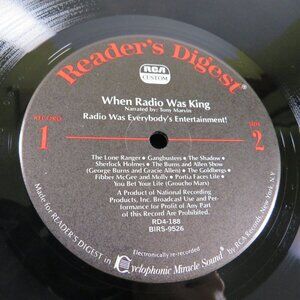 Reader's Digest®
RCA
CUSTOM
When Radio Was King
Narrated by: Tom Marvin
Radio Was Everybody's Entertainment!
RECORD
1
SIDE
2
The Lone Ranger • Gangbusters • The Shadow •
Sherlock Holmes • The Burns and Allen Show
(George Burns and Gracie Allen) • The Goldbergs •
Fibber McGee and Molly • Portia Faces Life •
You Bet Your Life (Groucho Marx)
A Product of National Recording
Products, Inc. Broadcast Use and Per-
formance for Profit of Any Part
of this Record Are Prohibited.
RD4-188
BIRS-9526
Electronically re-recorded
Made for READER'S DIGEST in Cyclophonic Miracle Sound® by RCA Records, New York, N.Y.